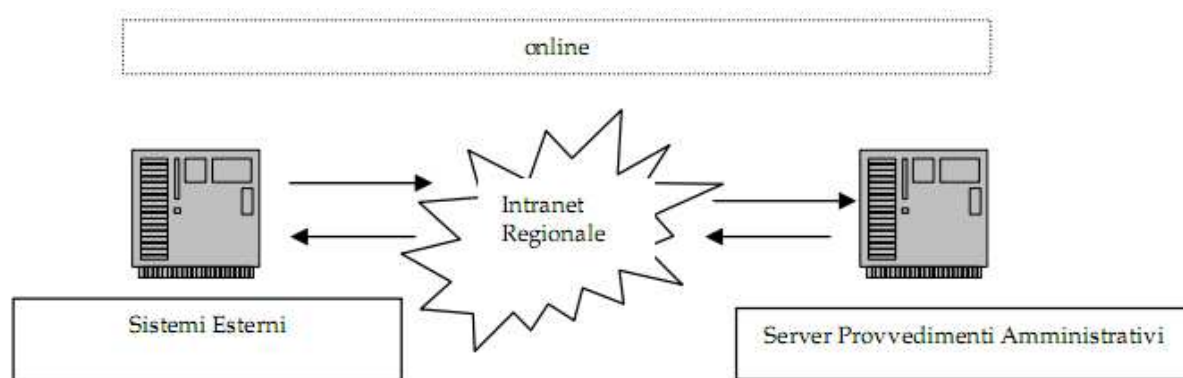 online
Intranet
Regionale
Sistemi Esterni
Server Provvedimenti Amministrativi